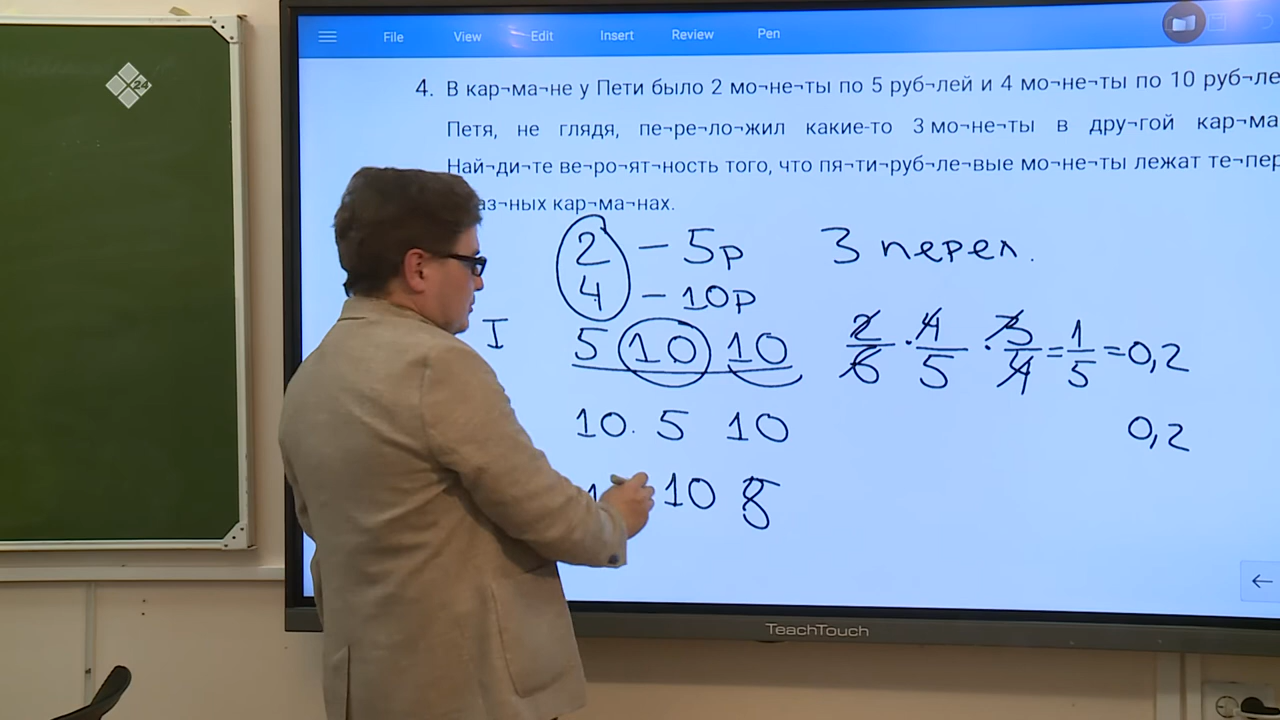 File View Edit Insert Review Pen
X24
4. В кар¬ма¬не у Пети было 2 мо¬не¬ты по 5 руб¬лей и 4 мо¬не¬ты по 10 руб¬ле
Петя, не глядя, пе¬ре¬ло¬жил какие-то 3 мо¬не¬ты в дру¬гой кар¬ма
Най¬ди¬те ве¬ро¬ят¬ность того, что пя¬ти¬руб¬ле¬вые мо¬не¬ты лежат те¬пер
аз¬ных кар¬ма¬нах.
2 – 5р 3 перел.
4 – 10р
I 5 10 10 2/6 · 4/5 · 3/4 = 1/5 = 0,2
10. 5 10 0,2
10 5
TeachTouch